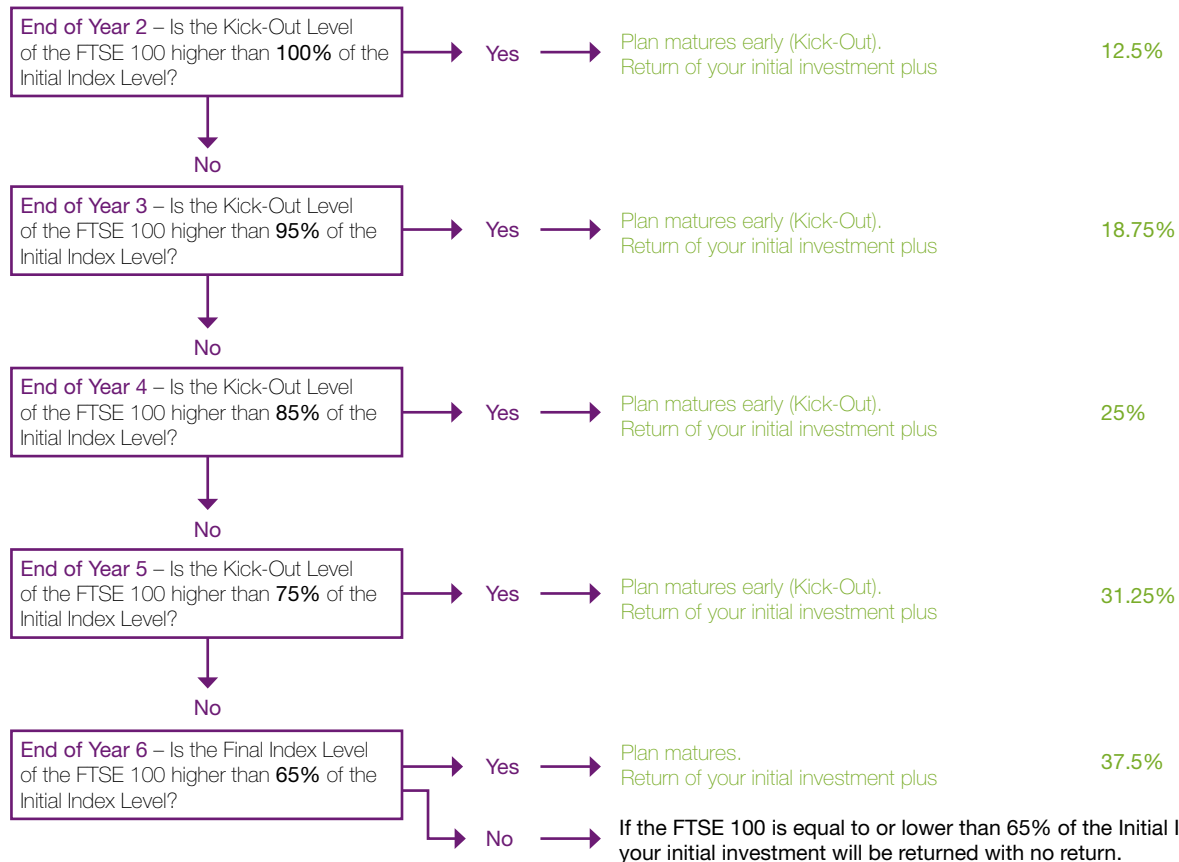 End of Year 2 – Is the Kick-Out Level
of the FTSE 100 higher than 100% of the
Initial Index Level?
Yes
Plan matures early (Kick-Out).
Return of your initial investment plus
12.5%
No
End of Year 3 – Is the Kick-Out Level
of the FTSE 100 higher than 95% of the
Initial Index Level?
Yes
Plan matures early (Kick-Out).
Return of your initial investment plus
18.75%
No
End of Year 4 – Is the Kick-Out Level
of the FTSE 100 higher than 85% of the
Initial Index Level?
Yes
Plan matures early (Kick-Out).
Return of your initial investment plus
25%
No
End of Year 5 – Is the Kick-Out Level
of the FTSE 100 higher than 75% of the
Initial Index Level?
Yes
Plan matures early (Kick-Out).
Return of your initial investment plus
31.25%
No
End of Year 6 – Is the Final Index Level
of the FTSE 100 higher than 65% of the
Initial Index Level?
Yes
Plan matures.
Return of your initial investment plus
37.5%
No
If the FTSE 100 is equal to or lower than 65% of the Initial
your initial investment will be returned with no return.